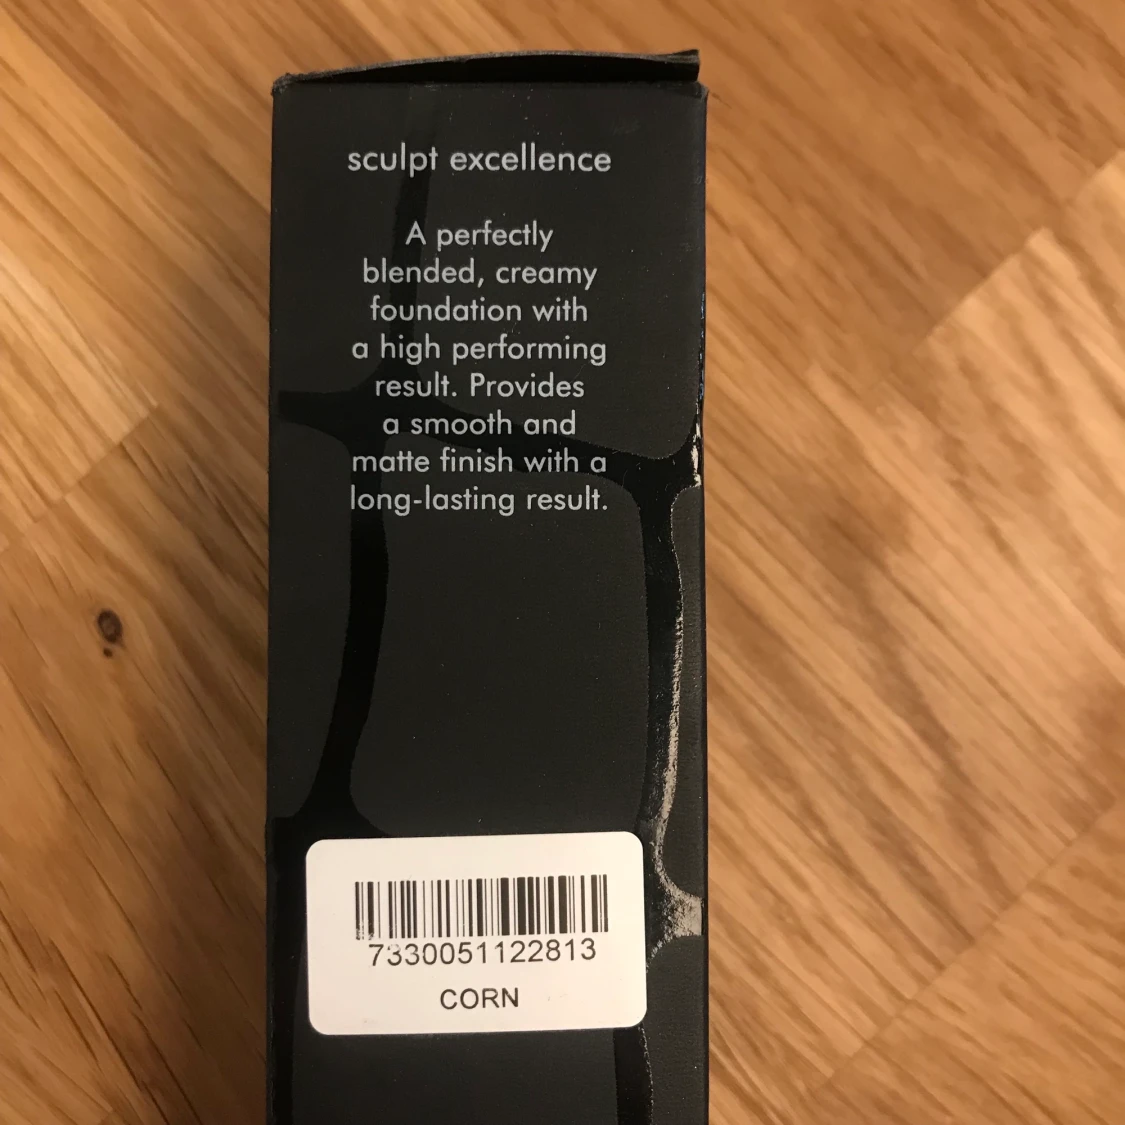 sculpt excellence
A perfectly
blended, creamy
foundation with
a high performing
result. Provides
a smooth and
matte finish with a
long-lasting result.
7330051122813
CORN